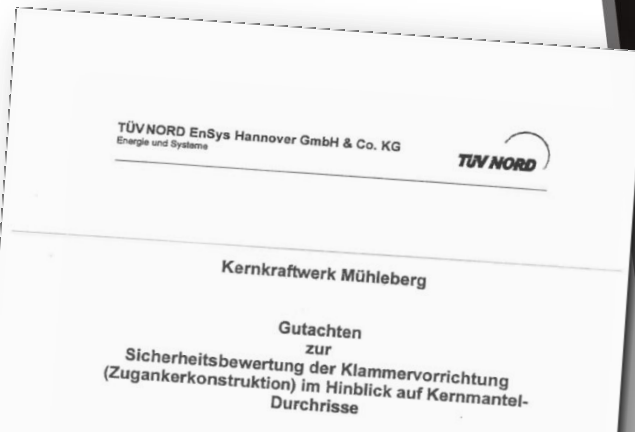 TÜV NORD EnSys Hannover GmbH & Co. KG
Energie und Systeme
TÜV NORD
Kernkraftwerk Mühleberg
Gutachten
zur
Sicherheitsbewertung der Klammervorrichtung
(Zugankerkonstruktion) im Hinblick auf Kernmantel-
Durchrisse